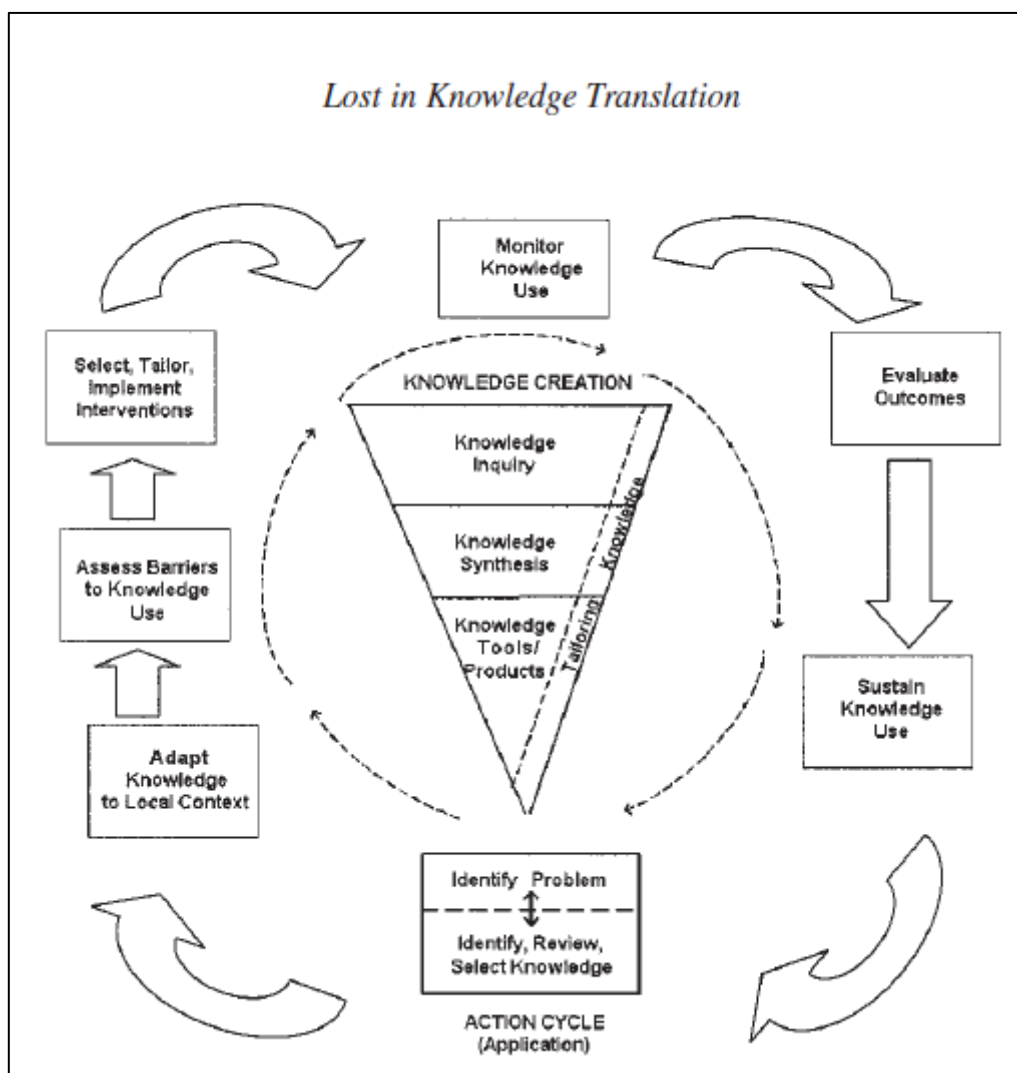 Lost in Knowledge Translation
Monitor
Knowledge
Use
Select, Tailor,
Implement
Interventions
KNOWLEDGE CREATION
Evaluate
Outcomes
Knowledge
Inquiry
Knowledge
Synthesis
Knowledge
Tools/
Products
Tailoring Knowledge
Assess Barriers
to Knowledge
Use
Sustain
Knowledge
Use
Adapt
Knowledge
to Local Context
Identify Problem
Identify, Review,
Select Knowledge
ACTION CYCLE
(Application)